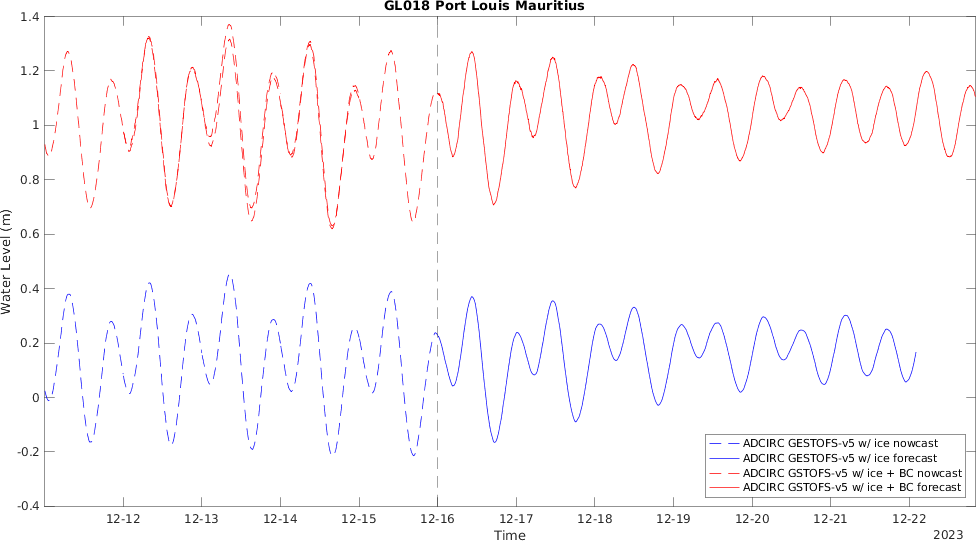 GL018 Port Louis Mauritius
1.4
1.2
1
0.8
0.6
0.4
0.2
0
-0.2
-0.4
Water Level (m)
12-12 12-13 12-14 12-15 12-16 12-17 12-18 12-19 12-20 12-21 12-22
Time
2023
ADCIRC GESTOFS-v5 w/ ice nowcast
ADCIRC GESTOFS-v5 w/ ice forecast
ADCIRC GSTOFS-v5 w/ ice + BC nowcast
ADCIRC GSTOFS-v5 w/ ice + BC forecast